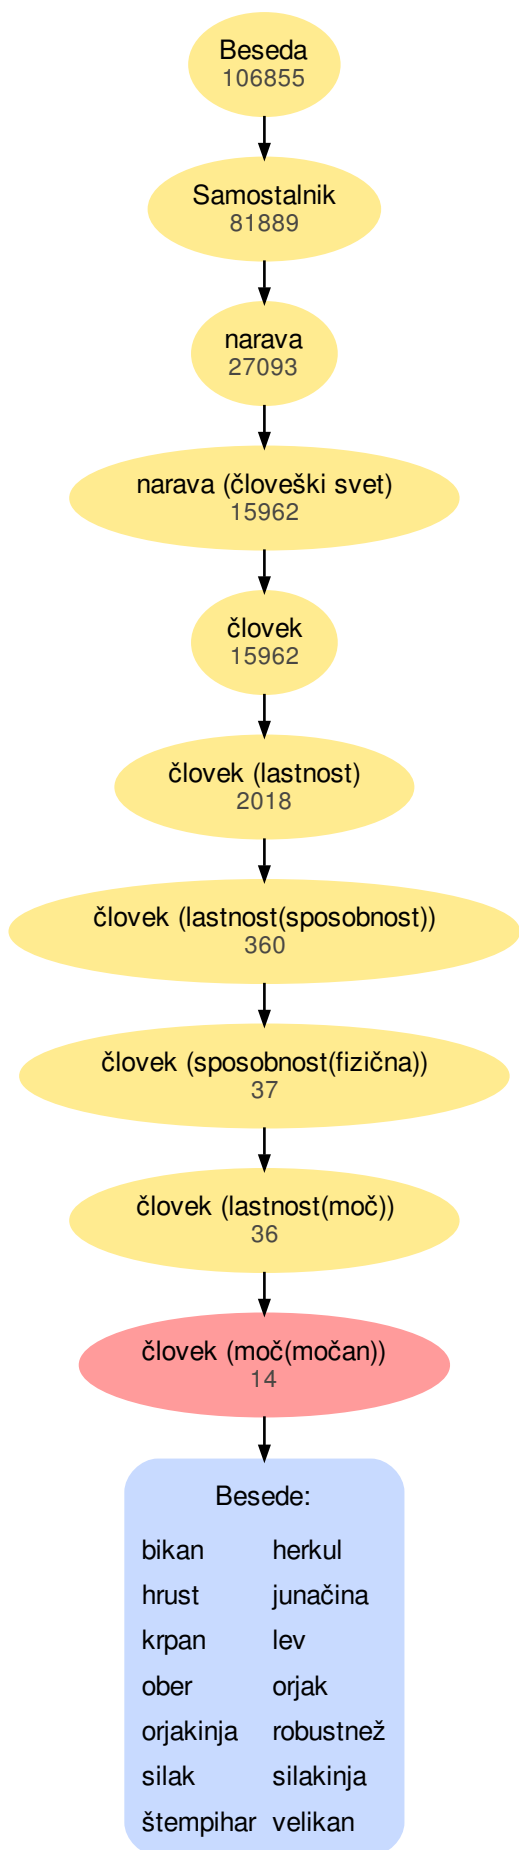 Beseda
106855
Samostalnik
81889
narava
27093
narava (človeški svet)
15962
človek
15962
človek (lastnost)
2018
človek (lastnost(sposobnost))
360
človek (sposobnost(fizična))
37
človek (lastnost(moč))
36
človek (moč(močan))
14
Besede:
bikan herkul
hrust junačina
krpan lev
ober orjak
orjakinja robustnež
silak silakinja
štempihar velikan